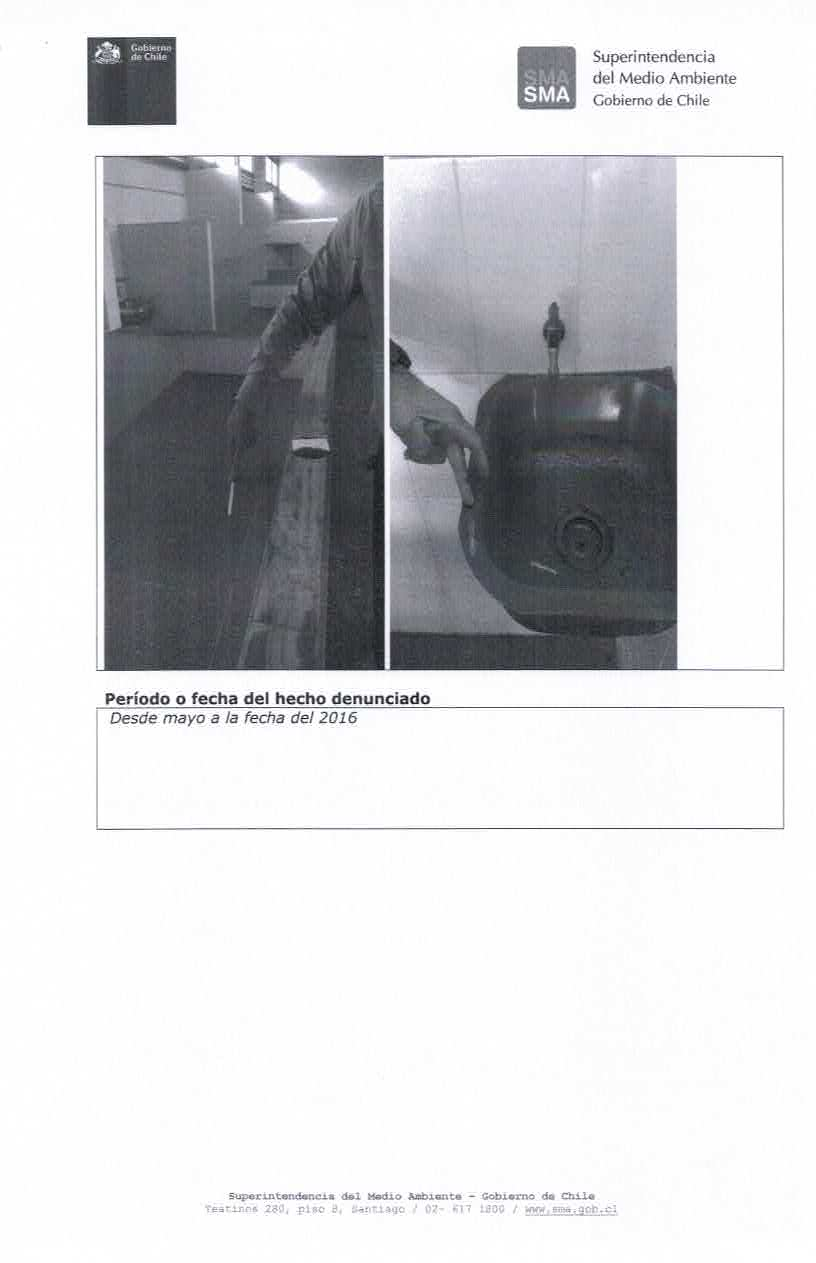 Gobierno
de Chile
SMA
SMA
Superintendencia
del Medio Ambiente
Gobierno de Chile
Período o fecha del hecho denunciado
Desde mayo a la fecha del 2016
Superintendencia del Medio Ambiente – Gobierno de Chile
Teatinos 280, piso 8, Santiago / 02- 617 1800 / www.sma.gob.cl